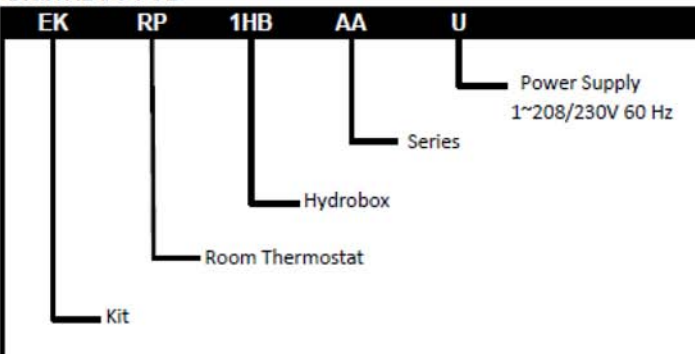 EK RP 1HB AA U
Power Supply
1~208/230V 60 Hz
Series
Hydrobox
Room Thermostat
Kit